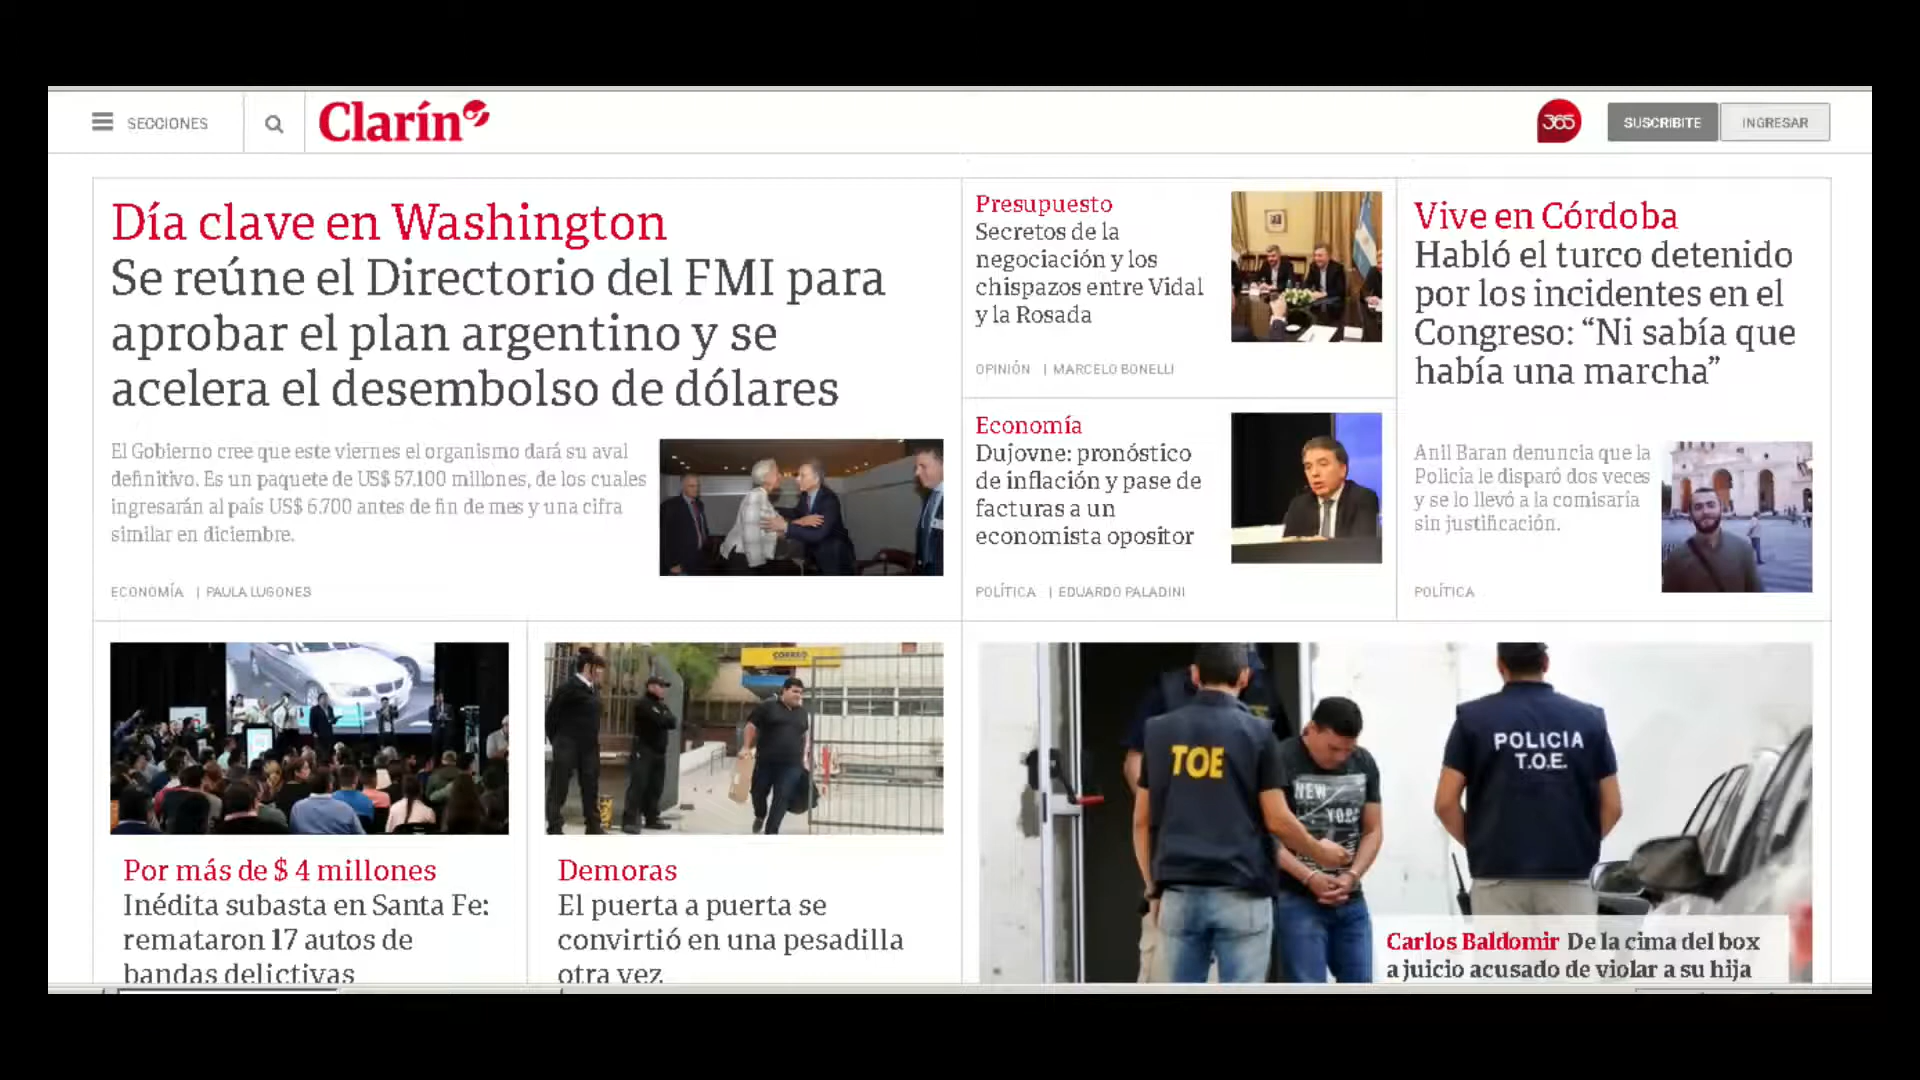 SECCIONES
Clarín
365
SUSCRIBITE
INGRESAR
Día clave en Washington
Se reúne el Directorio del FMI para
aprobar el plan argentino y se
acelera el desembolso de dólares
El Gobierno cree que este viernes el organismo dará su aval
definitivo. Es un paquete de US$ 57.100 millones, de los cuales
ingresarán al país US$ 6.700 antes de fin de mes y una cifra
similar en diciembre.
ECONOMÍA | PAULA LUGONES
Presupuesto
Secretos de la
negociación y los
chispazos entre Vidal
y la Rosada
OPINIÓN | MARCELO BONELLI
Economía
Dujovne: pronóstico
de inflación y pase de
facturas a un
economista opositor
POLÍTICA | EDUARDO PALADINI
Vive en Córdoba
Habló el turco detenido
por los incidentes en el
Congreso: “Ni sabía que
había una marcha”
Anil Baran denuncia que la
Policía le disparó dos veces
y se lo llevó a la comisaría
sin justificación.
POLÍTICA
Por más de $ 4 millones
Inédita subasta en Santa Fe:
remataron 17 autos de
bandas delictivas
CORREO
Demoras
El puerta a puerta se
convirtió en una pesadilla
otra vez
TOE
NEW
YORK
POLICIA
T.O.E.
Carlos Baldomir De la cima del box
a juicio acusado de violar a su hija